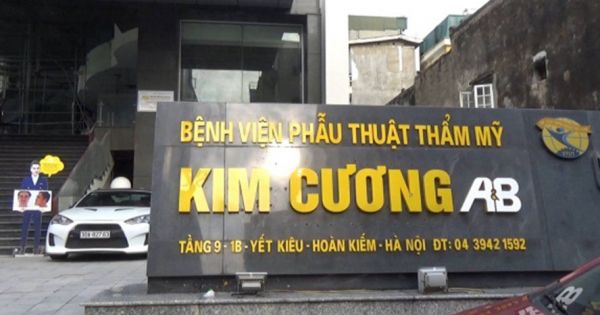 BỆNH VIỆN PHẪU THUẬT THẨM MỸ
KIM CƯƠNG A&B
TẦNG 9 - 1B - YẾT KIÊU - HOÀN KIẾM - HÀ NỘI ĐT: 04 3942 1592